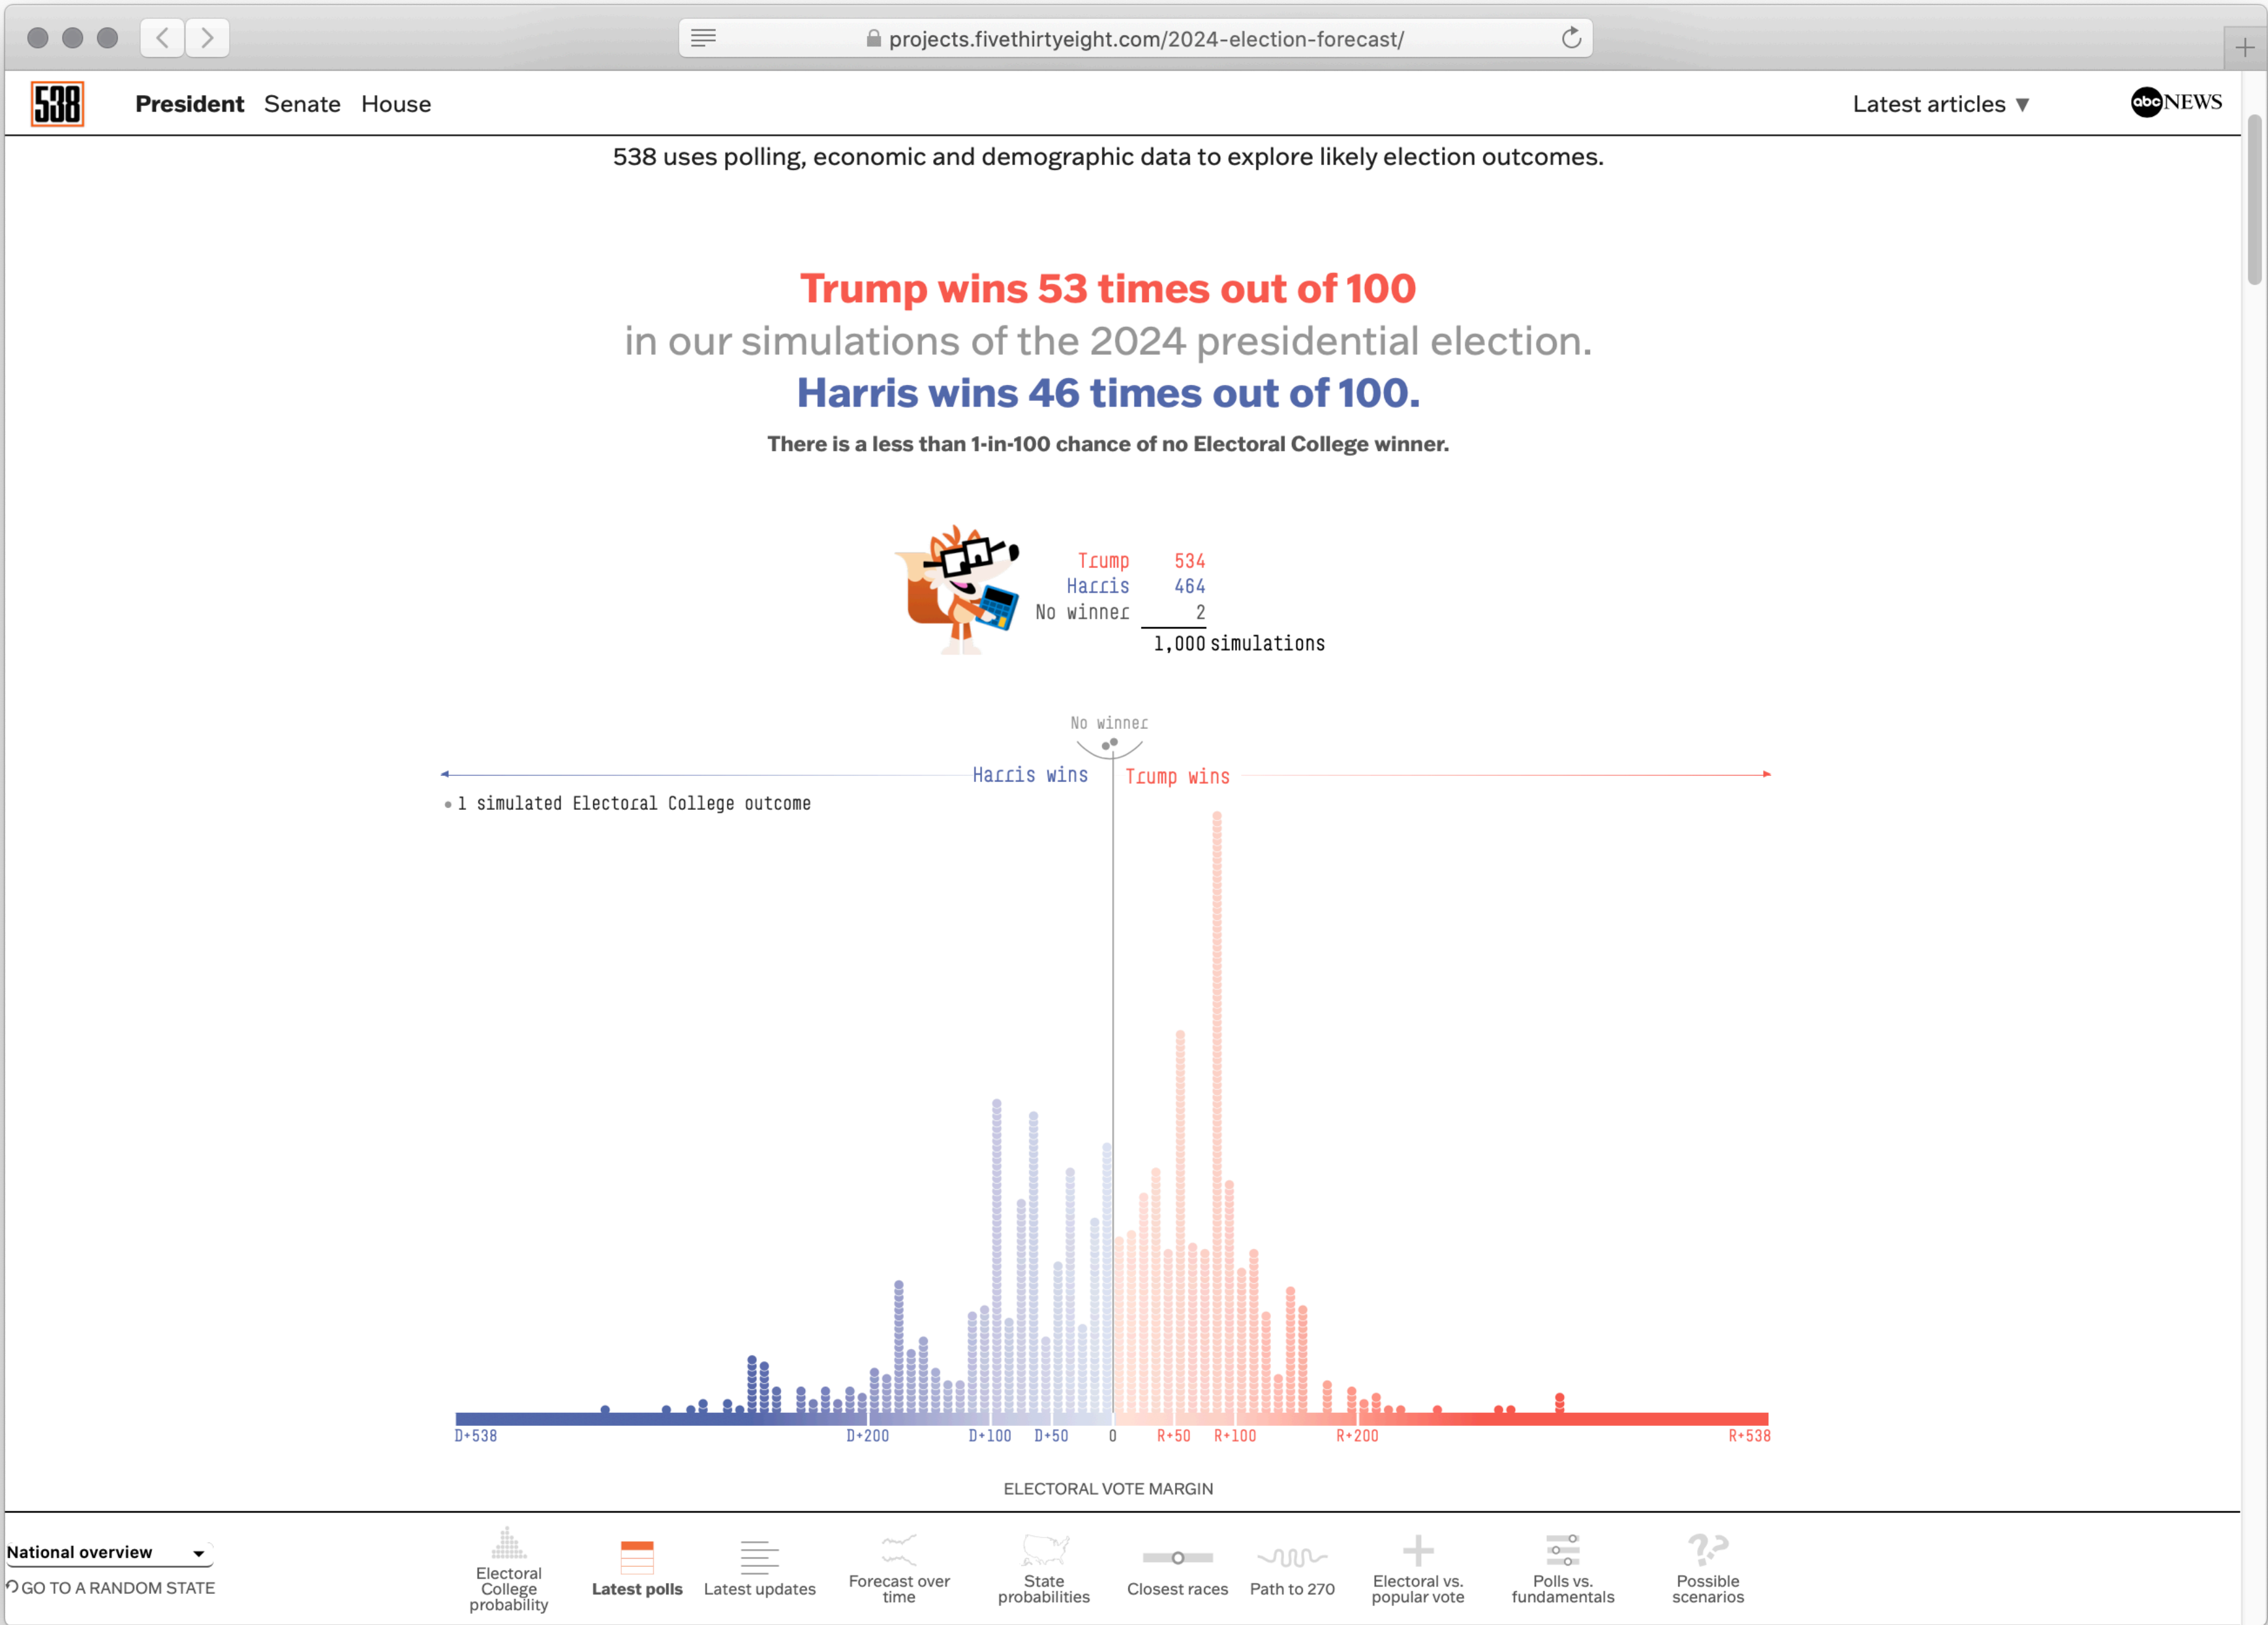 projects.fivethirtyeight.com/2024-election-forecast/
538 President Senate House Latest articles ▼ abc NEWS
538 uses polling, economic and demographic data to explore likely election outcomes.
Trump wins 53 times out of 100
in our simulations of the 2024 presidential election.
Harris wins 46 times out of 100.
There is a less than 1-in-100 chance of no Electoral College winner.
Trump 534
Harris 464
No winner 2
1,000 simulations
No winner
Harris wins Trump wins
1 simulated Electoral College outcome
D+538 D+200 D+100 D+50 0 R+50 R+100 R+200 R+538
ELECTORAL VOTE MARGIN
National overview
GO TO A RANDOM STATE
Electoral
College
probability
Latest polls
Latest updates
Forecast over
time
State
probabilities
Closest races
Path to 270
Electoral vs.
popular vote
Polls vs.
fundamentals
Possible
scenarios